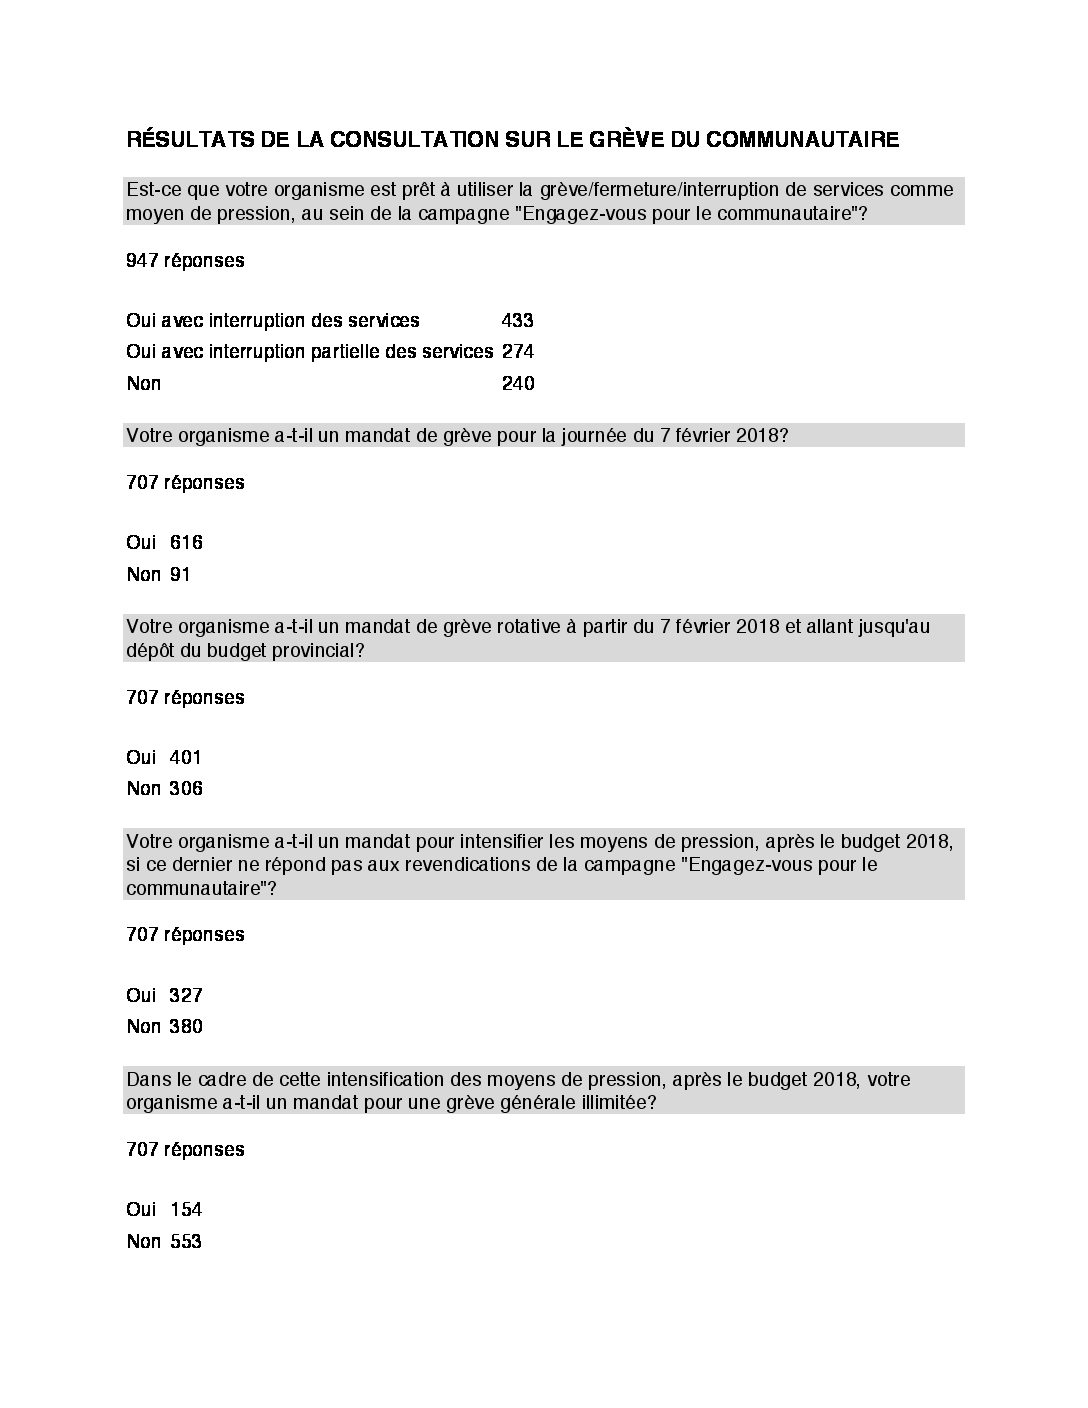 RÉSULTATS DE LA CONSULTATION SUR LE GRÈVE DU COMMUNAUTAIRE
Est-ce que votre organisme est prêt à utiliser la grève/fermeture/interruption de services comme
moyen de pression, au sein de la campagne "Engagez-vous pour le communautaire"?
947 réponses
Oui avec interruption des services 433
Oui avec interruption partielle des services 274
Non 240
Votre organisme a-t-il un mandat de grève pour la journée du 7 février 2018?
707 réponses
Oui 616
Non 91
Votre organisme a-t-il un mandat de grève rotative à partir du 7 février 2018 et allant jusqu'au
dépôt du budget provincial?
707 réponses
Oui 401
Non 306
Votre organisme a-t-il un mandat pour intensifier les moyens de pression, après le budget 2018,
si ce dernier ne répond pas aux revendications de la campagne "Engagez-vous pour le
communautaire"?
707 réponses
Oui 327
Non 380
Dans le cadre de cette intensification des moyens de pression, après le budget 2018, votre
organisme a-t-il un mandat pour une grève générale illimitée?
707 réponses
Oui 154
Non 553